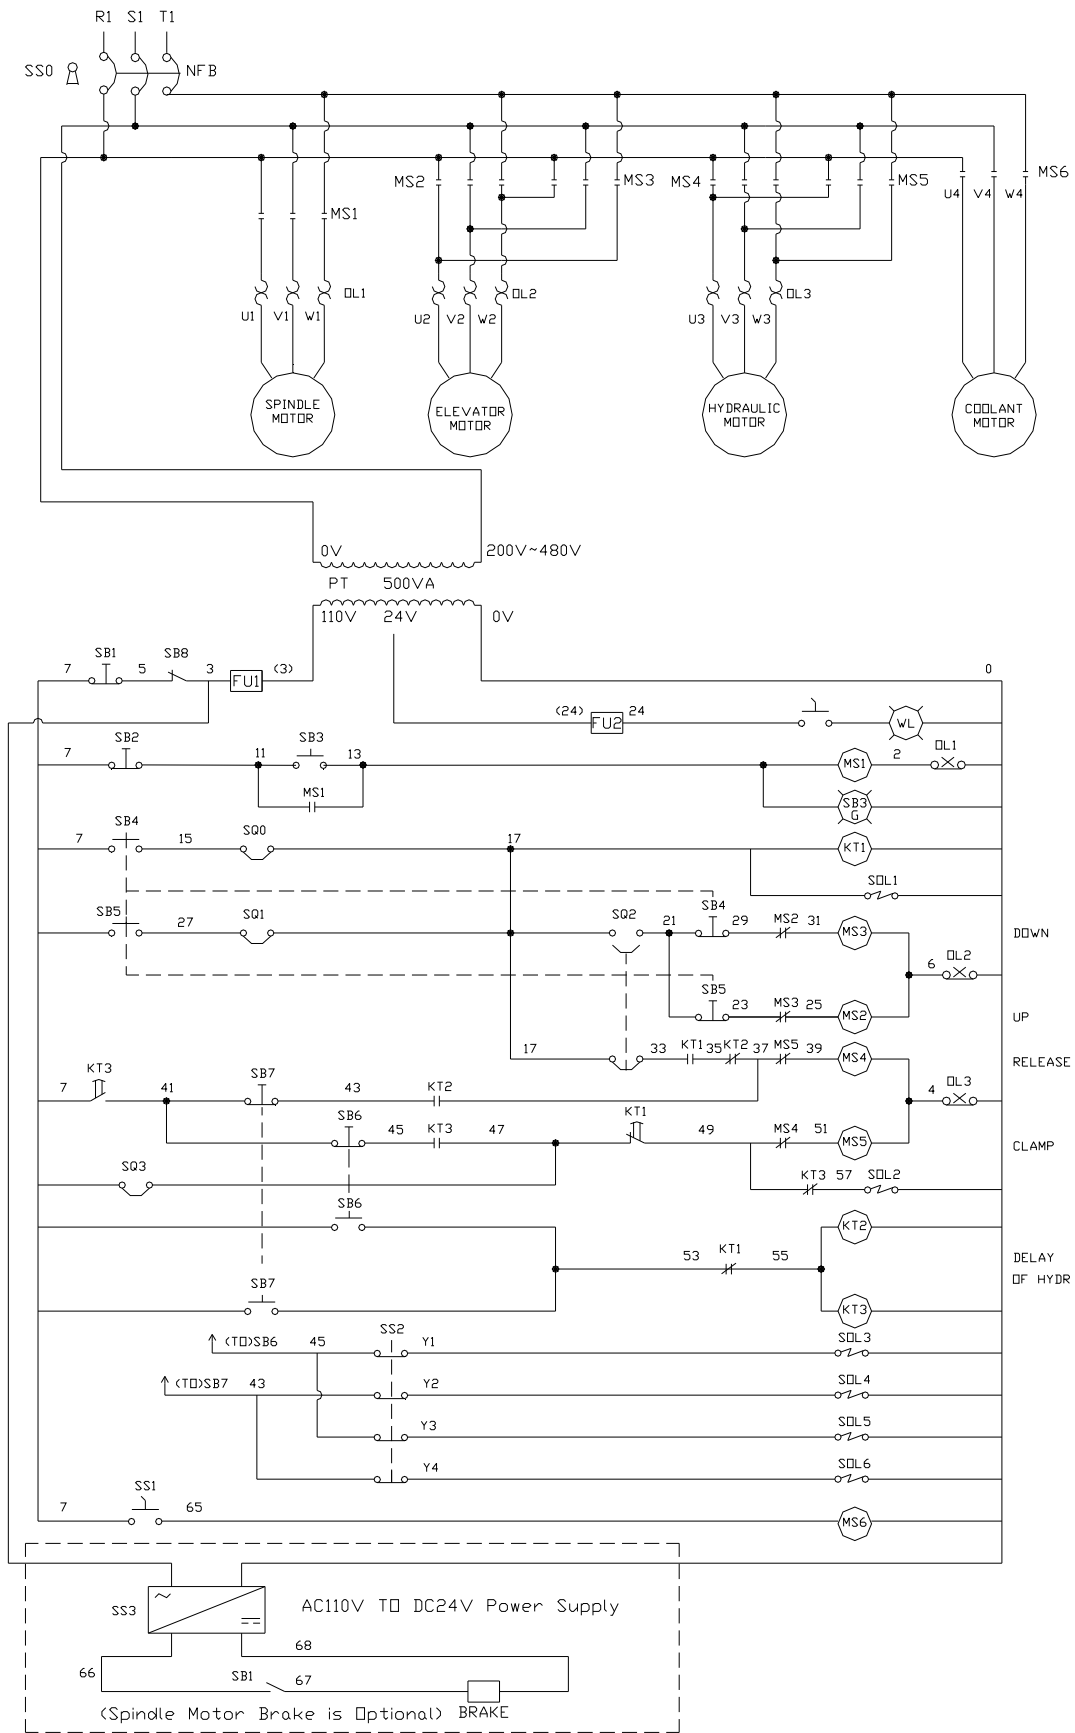 R1 S1 T1
SS0 NFB
MS2 MS3 MS4 MS5 MS6
U4 V4 W4
MS1
OL1 OL2 OL3
U1 V1 W1 U2 V2 W2 U3 V3 W3
SPINDLE MOTOR
ELEVATOR MOTOR
HYDRAULIC MOTOR
COOLANT MOTOR
0V 200V~480V
PT 500VA
110V 24V 0V
7 SB1 5 SB8 3 FU1 (3) 0
(24) FU2 24 WL
7 SB2 11 SB3 13 MS1 2 OL1
MS1 SB3 G
7 SB4 15 SQ0 17 KT1
SOL1
SB5 27 SQ1 SQ2 21 SB4 29 MS2 31 MS3 DOWN
6 OL2
SB5 23 MS3 25 MS2 UP
17 33 KT1 35 KT2 37 MS5 39 MS4 RELEASE
7 KT3 41 SB7 43 KT2 4 OL3
SB6 45 KT3 47 KT1 49 MS4 51 MS5 CLAMP
SQ3 KT3 57 SOL2
SB6 KT2
53 KT1 55 DELAY
OF HYDR
SB7 KT3
(TO)SB6 45 SS2 Y1 SOL3
(TO)SB7 43 Y2 SOL4
Y3 SOL5
Y4 SOL6
7 SS1 65 MS6
SS3 AC110V TO DC24V Power Supply
68
66 SB1 67
(Spindle Motor Brake is Optional) BRAKE